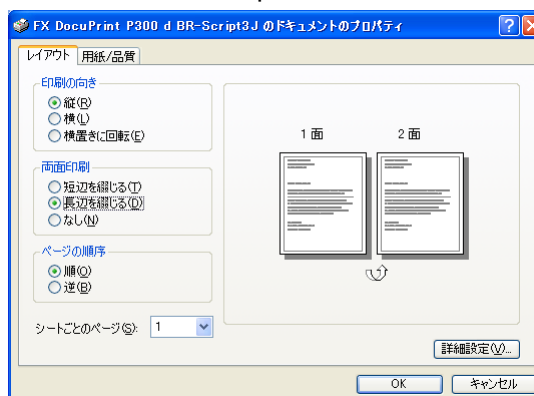 FX DocuPrint P300 d BR-Script3J のドキュメントのプロパティ
レイアウト 用紙/品質
印刷の向き
縦(R)
横(L)
横置きに回転(E)
両面印刷
短辺を綴じる(T)
長辺を綴じる(D)
なし(N)
ページの順序
順(O)
逆(B)
シートごとのページ(S): 1
1 面 2 面
詳細設定(V)...
OK キャンセル